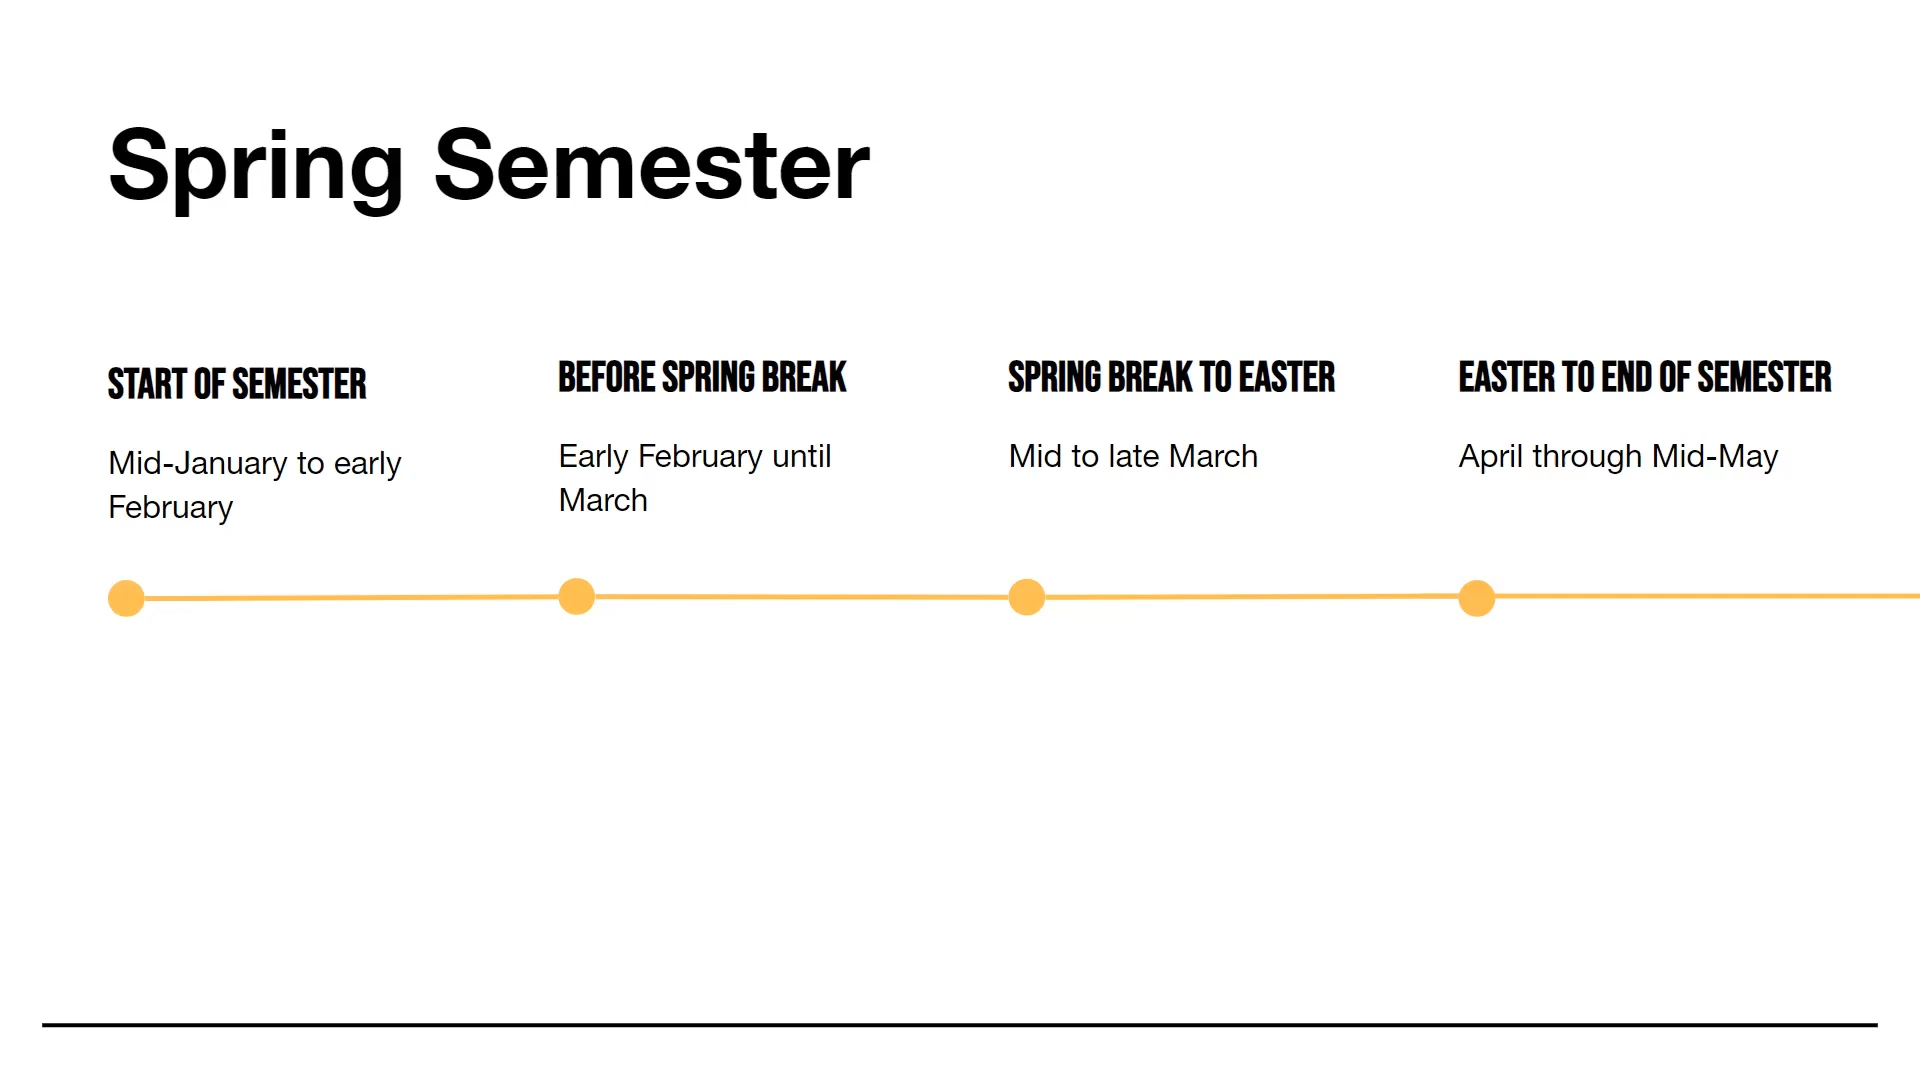 Spring Semester
START OF SEMESTER
Mid-January to early
February
BEFORE SPRING BREAK
Early February until
March
SPRING BREAK TO EASTER
Mid to late March
EASTER TO END OF SEMESTER
April through Mid-May